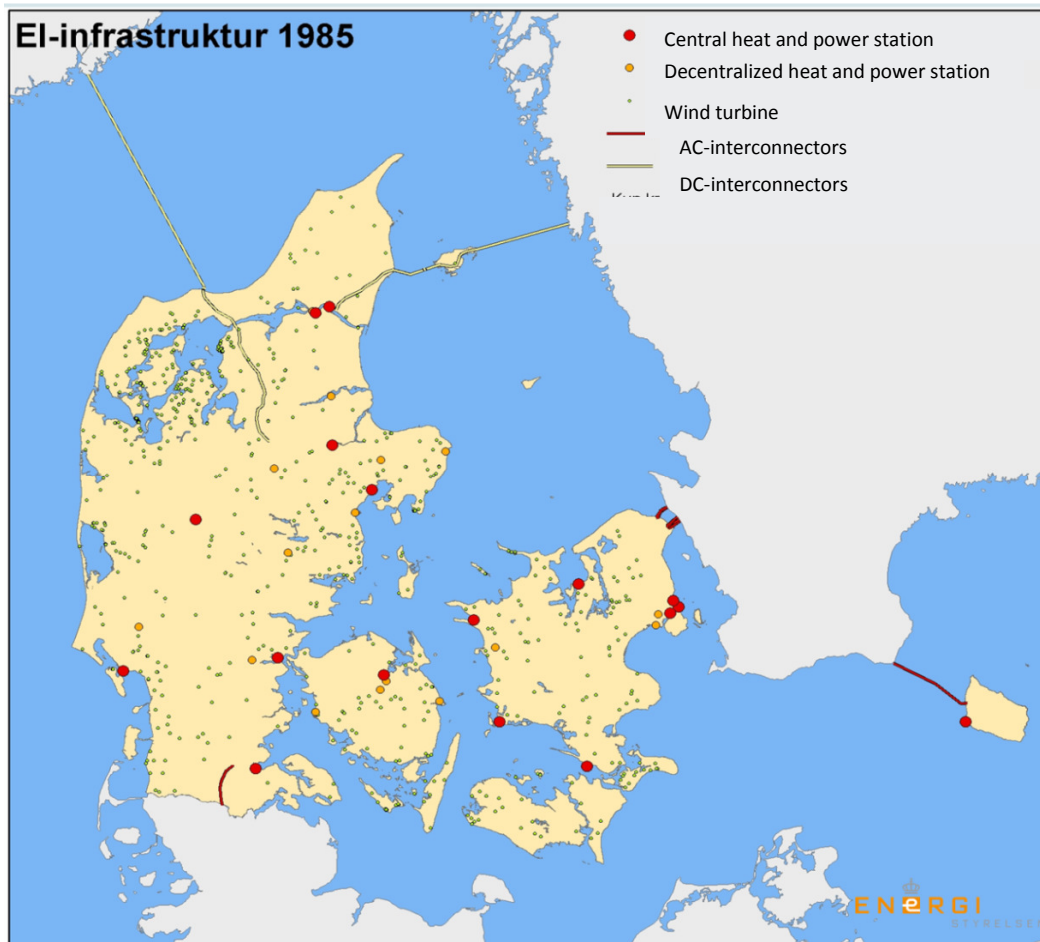 El-infrastruktur 1985
Central heat and power station
Decentralized heat and power station
Wind turbine
AC-interconnectors
DC-interconnectors
ENERGI
STYRELSEN